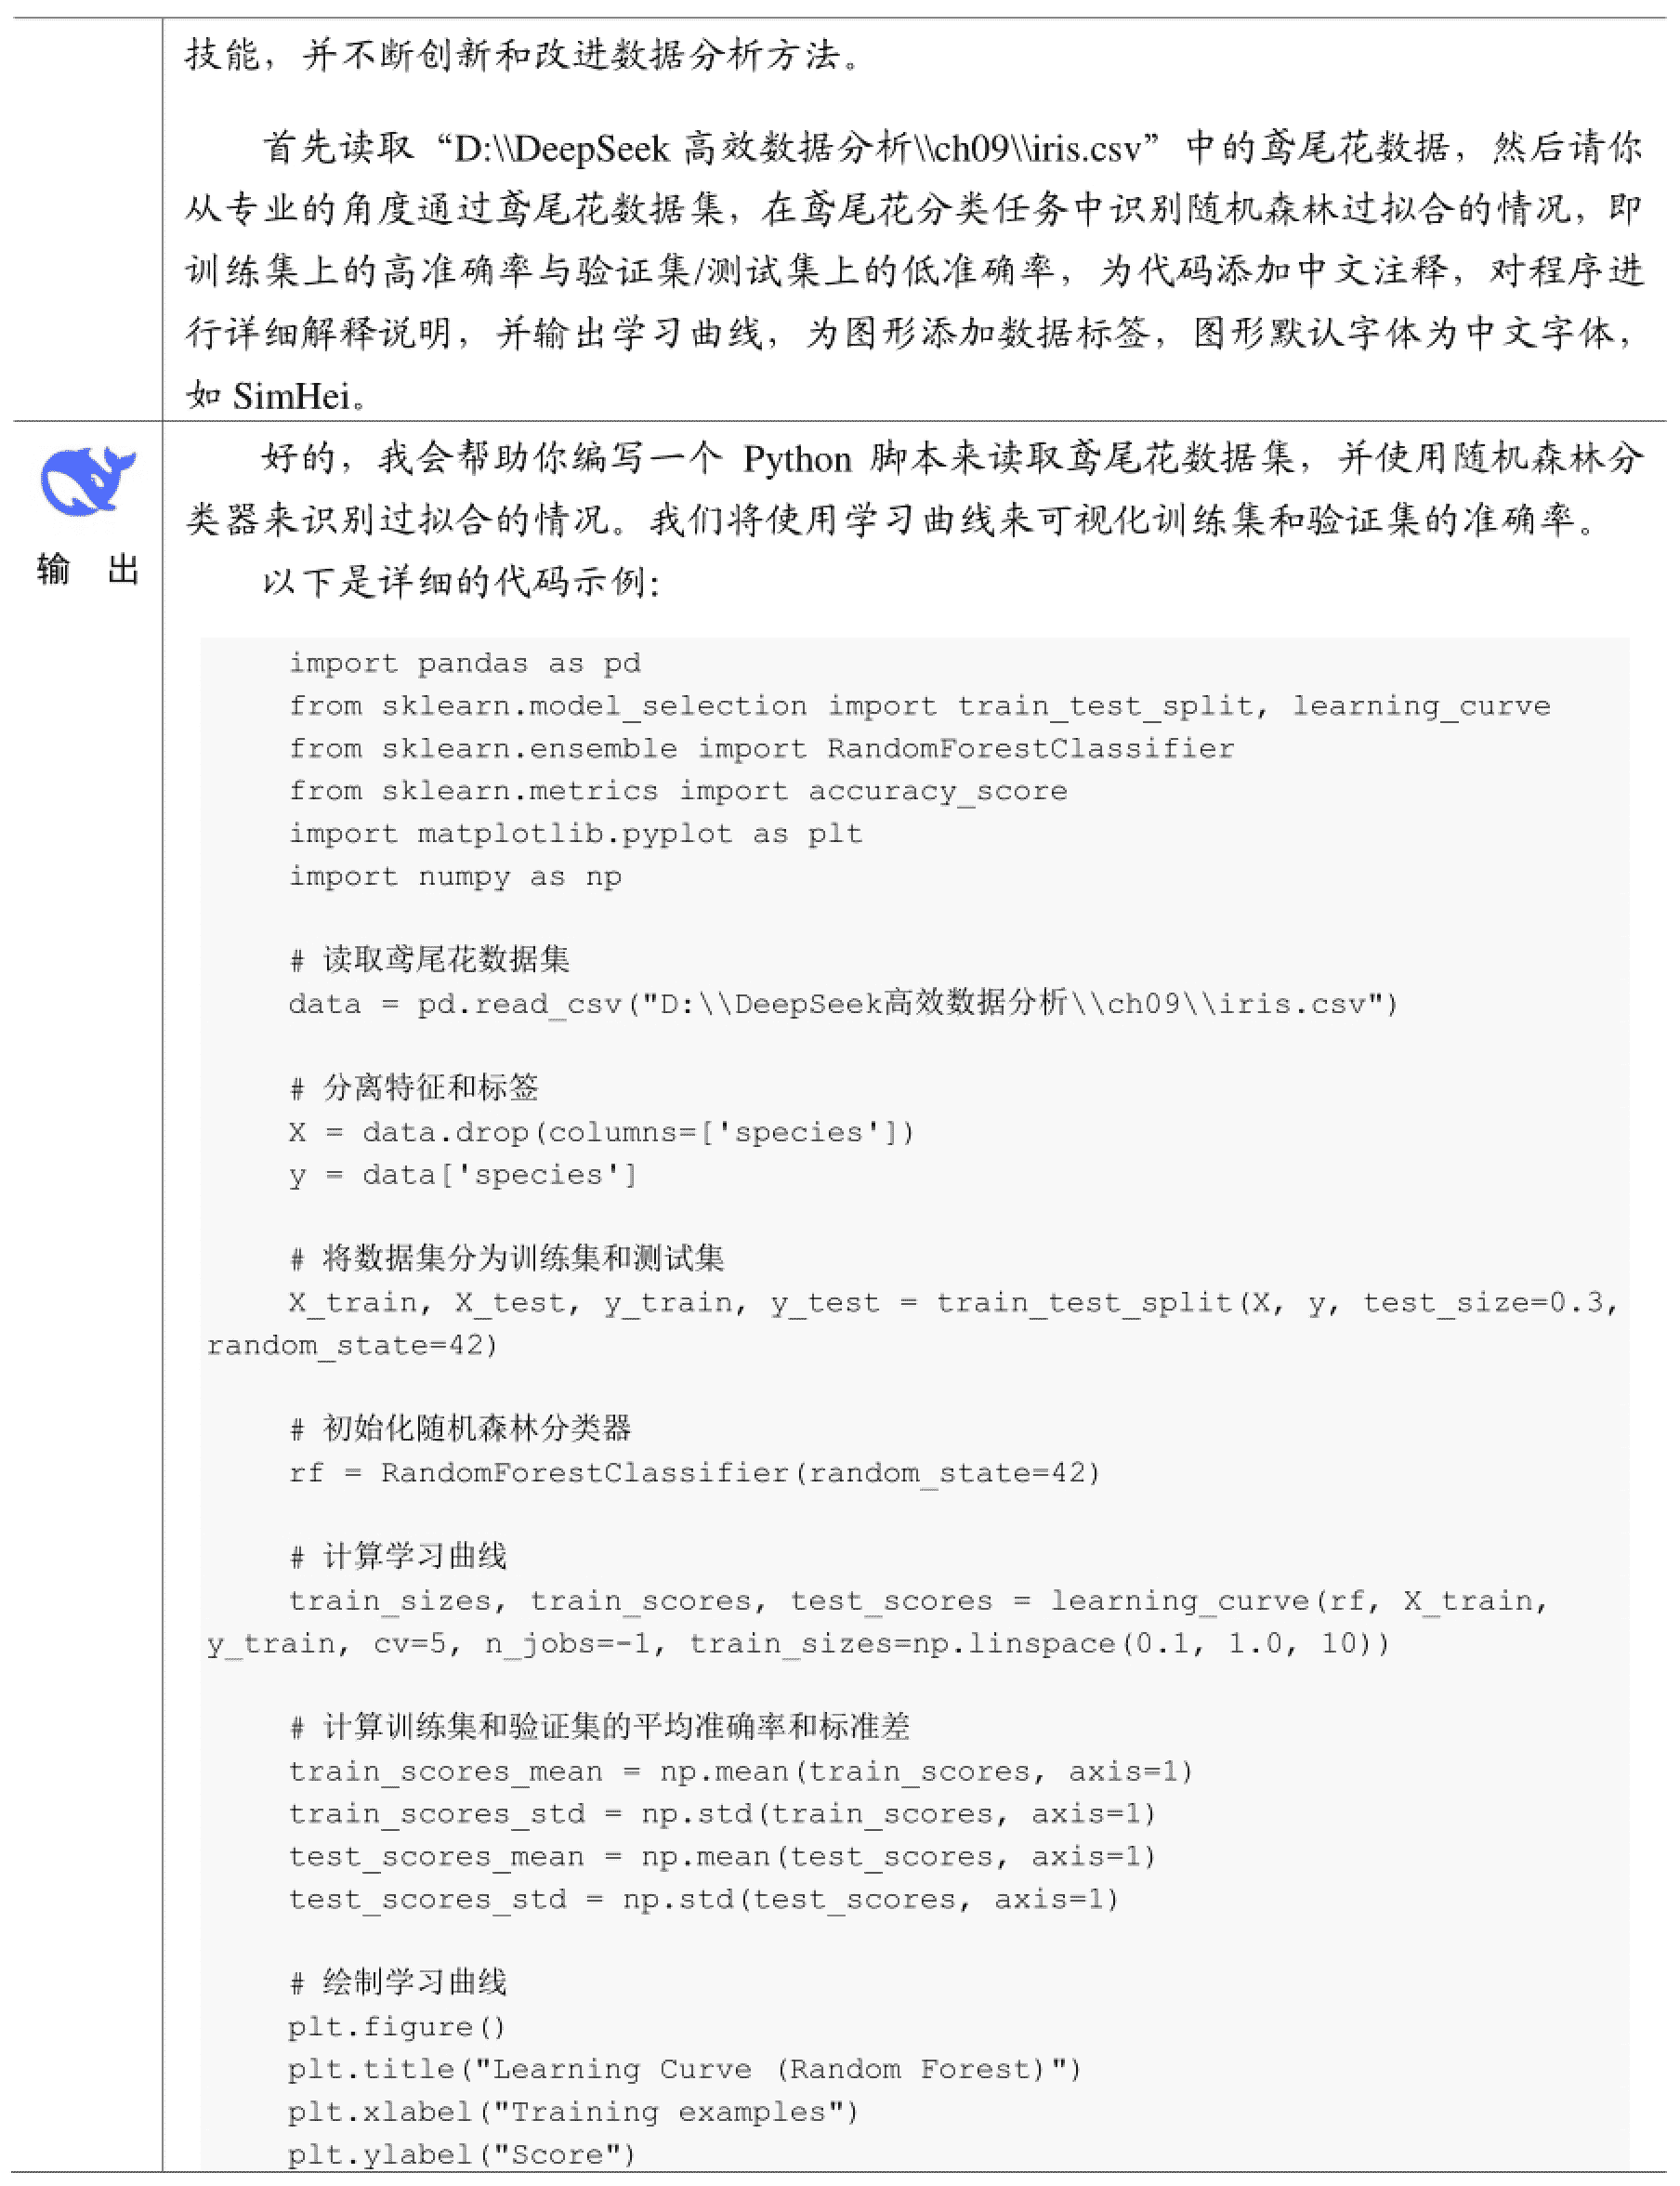 技能，并不断创新和改进数据分析方法。
首先读取“D:\\DeepSeek 高效数据分析\\ch09\\iris.csv”中的鸢尾花数据，然后请你
从专业的角度通过鸢尾花数据集，在鸢尾花分类任务中识别随机森林过拟合的情况，即
训练集上的高准确率与验证集/测试集上的低准确率，为代码添加中文注释，对程序进
行详细解释说明，并输出学习曲线，为图形添加数据标签，图形默认字体为中文字体，
如 SimHei。
输 出
好的，我会帮助你编写一个 Python 脚本来读取鸢尾花数据集，并使用随机森林分
类器来识别过拟合的情况。我们将使用学习曲线来可视化训练集和验证集的准确率。
以下是详细的代码示例：
import pandas as pd
from sklearn.model_selection import train_test_split, learning_curve
from sklearn.ensemble import RandomForestClassifier
from sklearn.metrics import accuracy_score
import matplotlib.pyplot as plt
import numpy as np
# 读取鸢尾花数据集
data = pd.read_csv("D:\\DeepSeek高效数据分析\\ch09\\iris.csv")
# 分离特征和标签
X = data.drop(columns=['species'])
y = data['species']
# 将数据集分为训练集和测试集
X_train, X_test, y_train, y_test = train_test_split(X, y, test_size=0.3,
random_state=42)
# 初始化随机森林分类器
rf = RandomForestClassifier(random_state=42)
# 计算学习曲线
train_sizes, train_scores, test_scores = learning_curve(rf, X_train,
y_train, cv=5, n_jobs=-1, train_sizes=np.linspace(0.1, 1.0, 10))
# 计算训练集和验证集的平均准确率和标准差
train_scores_mean = np.mean(train_scores, axis=1)
train_scores_std = np.std(train_scores, axis=1)
test_scores_mean = np.mean(test_scores, axis=1)
test_scores_std = np.std(test_scores, axis=1)
# 绘制学习曲线
plt.figure()
plt.title("Learning Curve (Random Forest)")
plt.xlabel("Training examples")
plt.ylabel("Score")